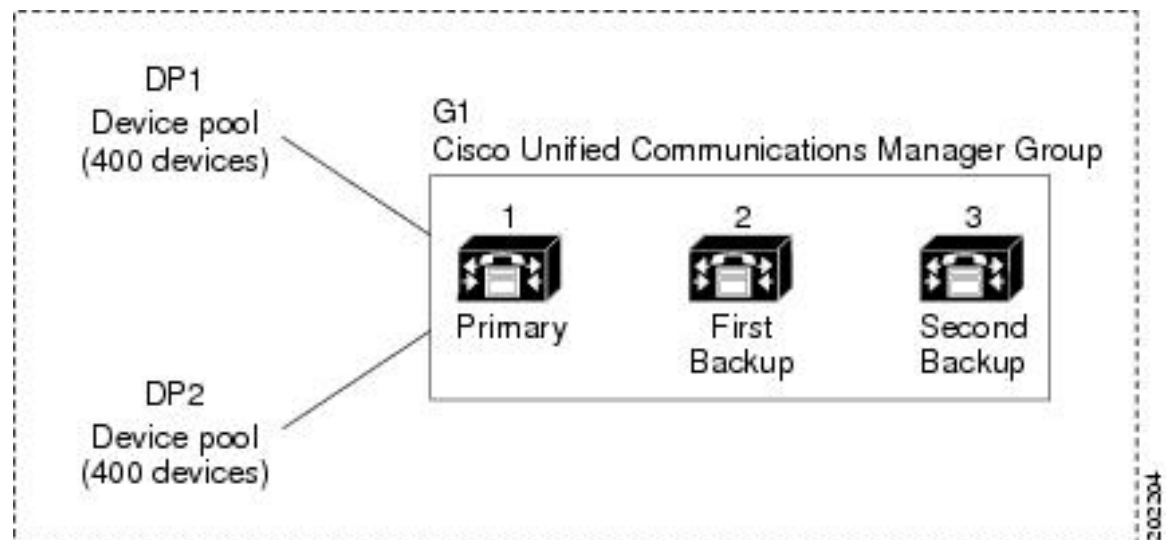 DP1
Device pool
(400 devices)
G1
Cisco Unified Communications Manager Group
1
2
3
Primary
First
Backup
Second
Backup
DP2
Device pool
(400 devices)
202304